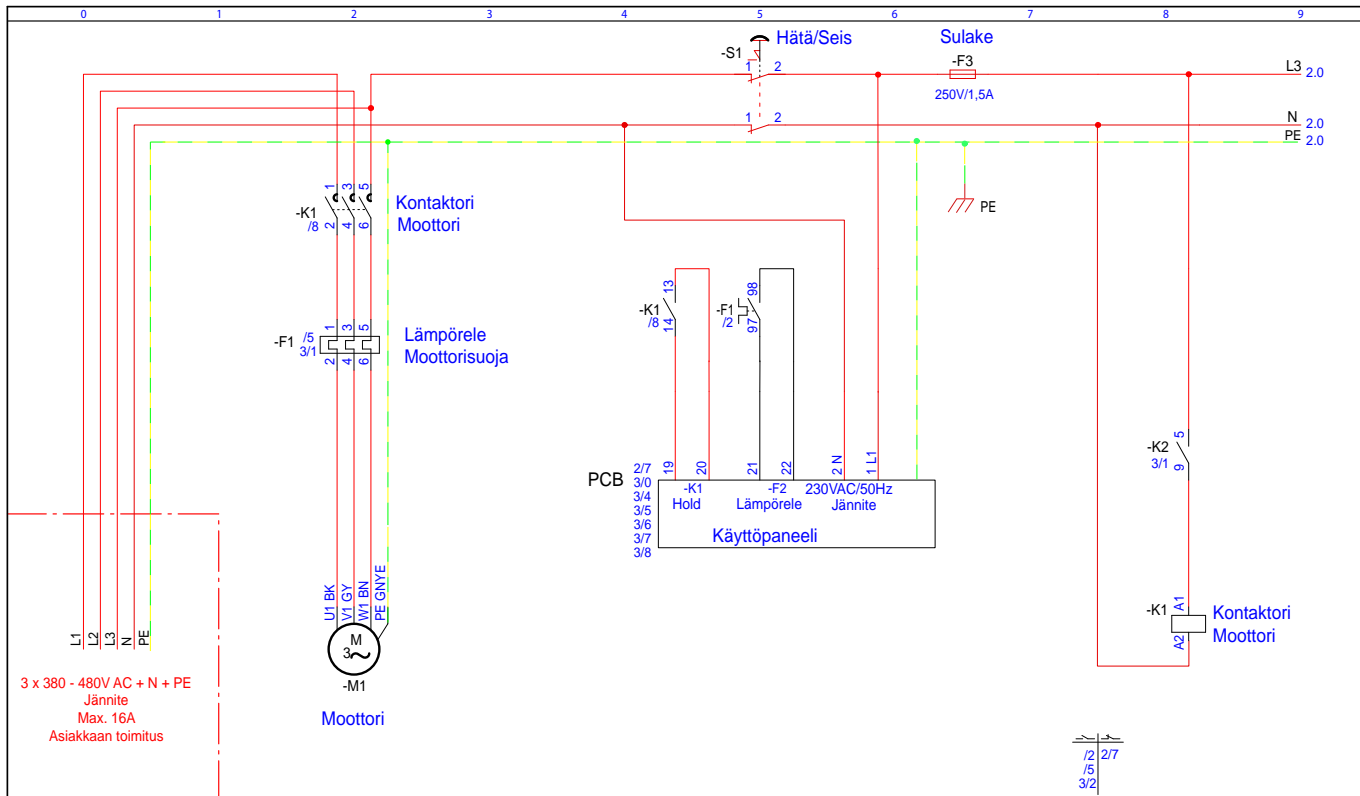 0 1 2 3 4 5 6 7 8 9
Hätä/Seis
Sulake
-S1
1 2
-F3
L3 2.0
250V/1,5A
1 2
N 2.0
PE 2.0
1 3 5
-K1
/8
2 4 6
Kontaktori
Moottori
PE
13
-K1
/8
14
98
-F1
/2
97
1 3 5
-F1
/5
3/1
2 4 6
Lämpörele
Moottorisuoja
5
-K2
3/1
9
PCB
2/7
3/0
3/4
3/5
3/6
3/7
3/8
19 20 21 22 2 N 1 L1
-K1
Hold
-F2
Lämpörele
230VAC/50Hz
Jännite
Käyttöpaneeli
U1 BK
V1 GY
W1 BN
PE GNYE
A1
-K1
A2
Kontaktori
Moottori
L1
L2
L3
N
PE
M
3
-M1
Moottori
3 x 380 - 480V AC + N + PE
Jännite
Max. 16A
Asiakkaan toimitus
/2 2/7
/5
3/2